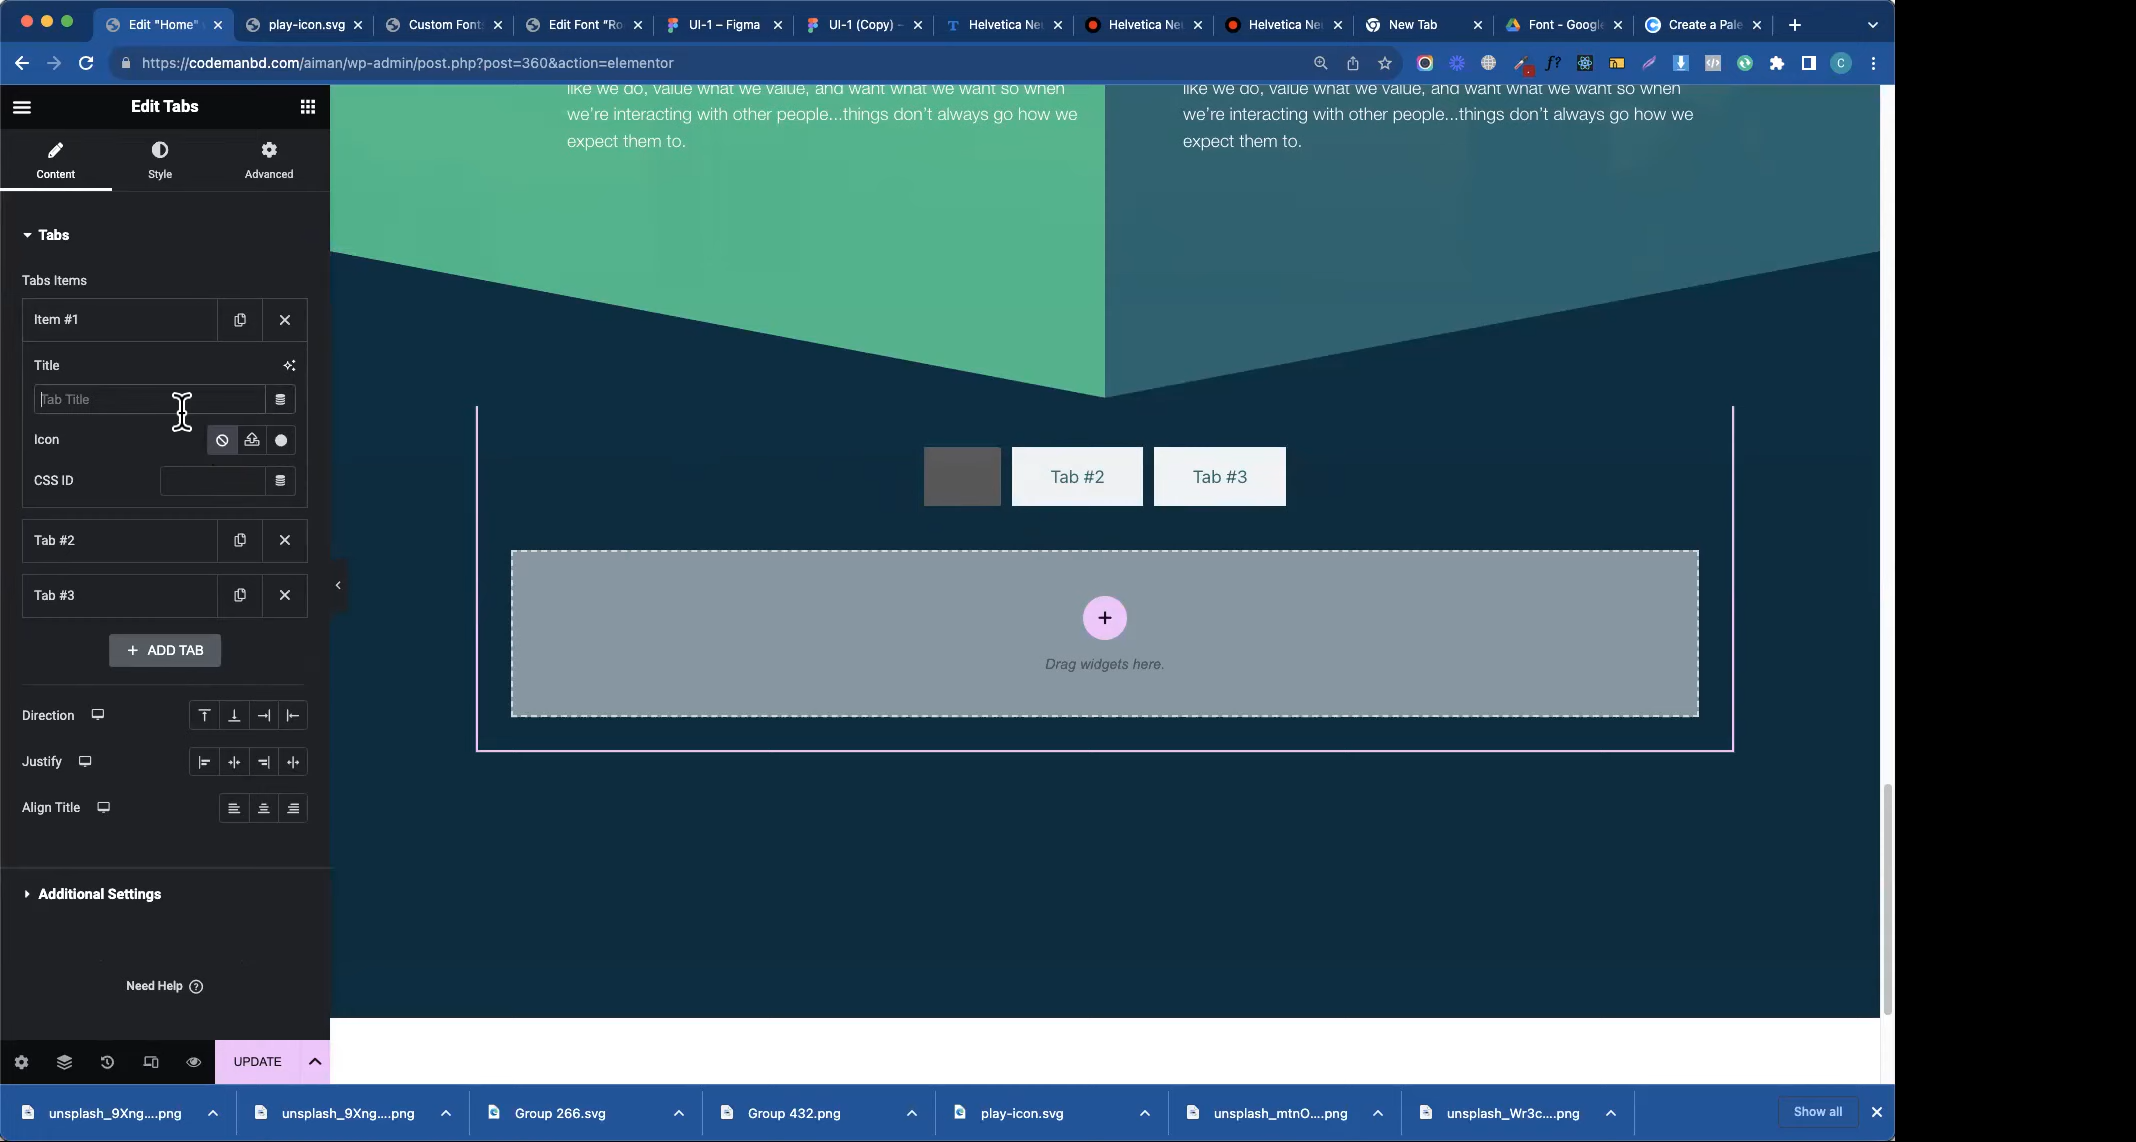 Edit "Home"
play-icon.svg
Custom Font
Edit Font "Ro
UI-1 – Figma
UI-1 (Copy) –
Helvetica Ne
Helvetica Ne
Helvetica Ne
New Tab
Font - Google
Create a Pale
https://codemanbd.com/aiman/wp-admin/post.php?post=360&action=elementor
C
Edit Tabs
Content
Style
Advanced
like we do, value what we value, and want what we want so when
we're interacting with other people...things don't always go how we
expect them to.
like we do, value what we value, and want what we want so when
we're interacting with other people...things don't always go how we
expect them to.
Tabs
Tabs Items
Item #1
Title
Tab Title
Icon
CSS ID
Tab #2
Tab #3
ADD TAB
Tab #2
Tab #3
Drag widgets here.
Direction
Justify
Align Title
Additional Settings
Need Help
UPDATE
unsplash_9Xng....png
unsplash_9Xng....png
Group 266.svg
Group 432.png
play-icon.svg
unsplash_mtnO....png
unsplash_Wr3c....png
Show all